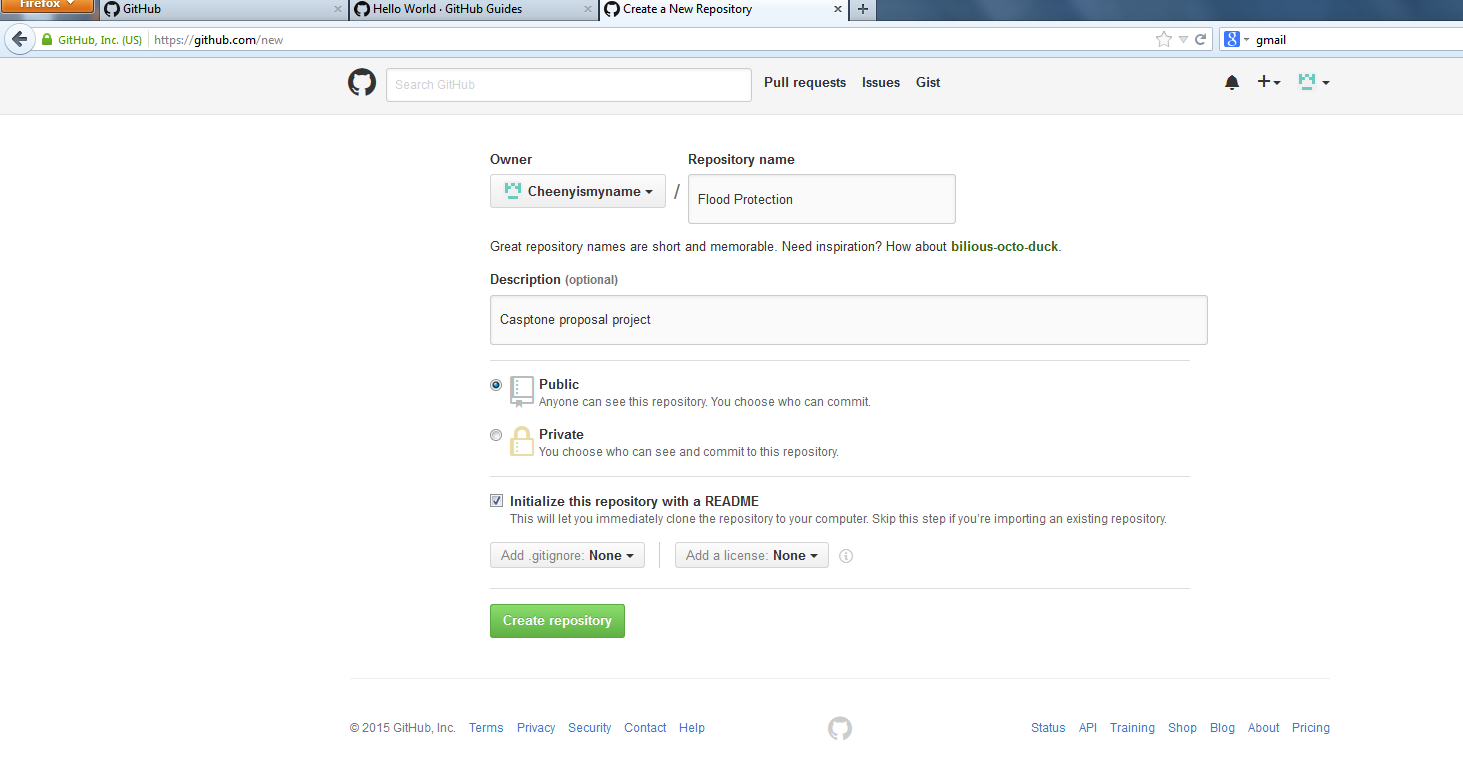 Firefox
GitHub
Hello World · GitHub Guides
Create a New Repository
GitHub, Inc. (US)
https://github.com/new
gmail
Search GitHub
Pull requests
Issues
Gist
Owner
Repository name
Cheenyismyname
/
Flood Protection
Great repository names are short and memorable. Need inspiration? How about bilious-octo-duck.
Description (optional)
Casptone proposal project
Public
Anyone can see this repository. You choose who can commit.
Private
You choose who can see and commit to this repository.
Initialize this repository with a README
This will let you immediately clone the repository to your computer. Skip this step if you're importing an existing repository.
Add .gitignore: None
Add a license: None
Create repository
© 2015 GitHub, Inc. Terms Privacy Security Contact Help
Status API Training Shop Blog About Pricing